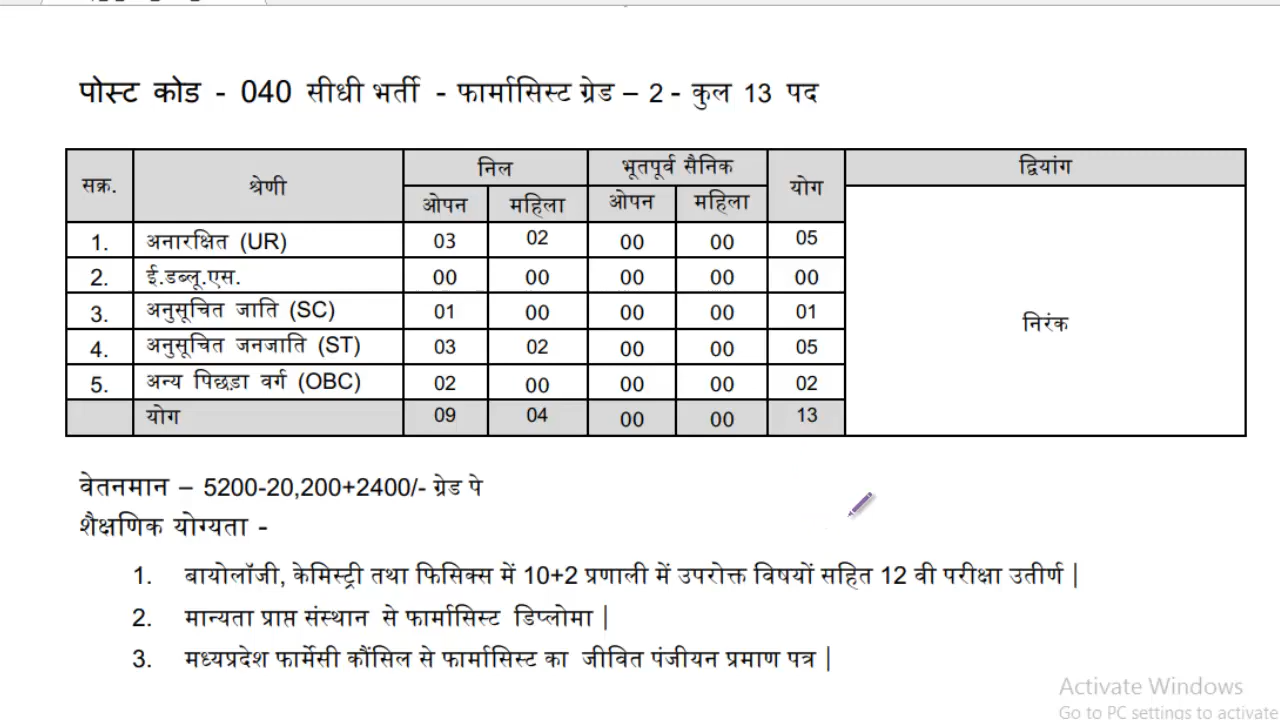 पोस्ट कोड - 040 सीधी भर्ती - फार्मासिस्ट ग्रेड – 2 - कुल 13 पद
सक्र. श्रेणी निल भूतपूर्व सैनिक योग द्वियांग
ओपन महिला ओपन महिला
1. अनारक्षित (UR) 03 02 00 00 05
2. ई.डब्लू.एस. 00 00 00 00 00
3. अनुसूचित जाति (SC) 01 00 00 00 01
निरंक
4. अनुसूचित जनजाति (ST) 03 02 00 00 05
5. अन्य पिछड़ा वर्ग (OBC) 02 00 00 00 02
योग 09 04 00 00 13
वेतनमान – 5200-20,200+2400/- ग्रेड पे
शैक्षणिक योग्यता -
1. बायोलॉजी, केमिस्ट्री तथा फिसिक्स में 10+2 प्रणाली में उपरोक्त विषयों सहित 12 वी परीक्षा उतीर्ण |
2. मान्यता प्राप्त संस्थान से फार्मासिस्ट डिप्लोमा |
3. मध्यप्रदेश फार्मेसी कौंसिल से फार्मासिस्ट का जीवित पंजीयन प्रमाण पत्र |
Activate Windows
Go to PC settings to activate